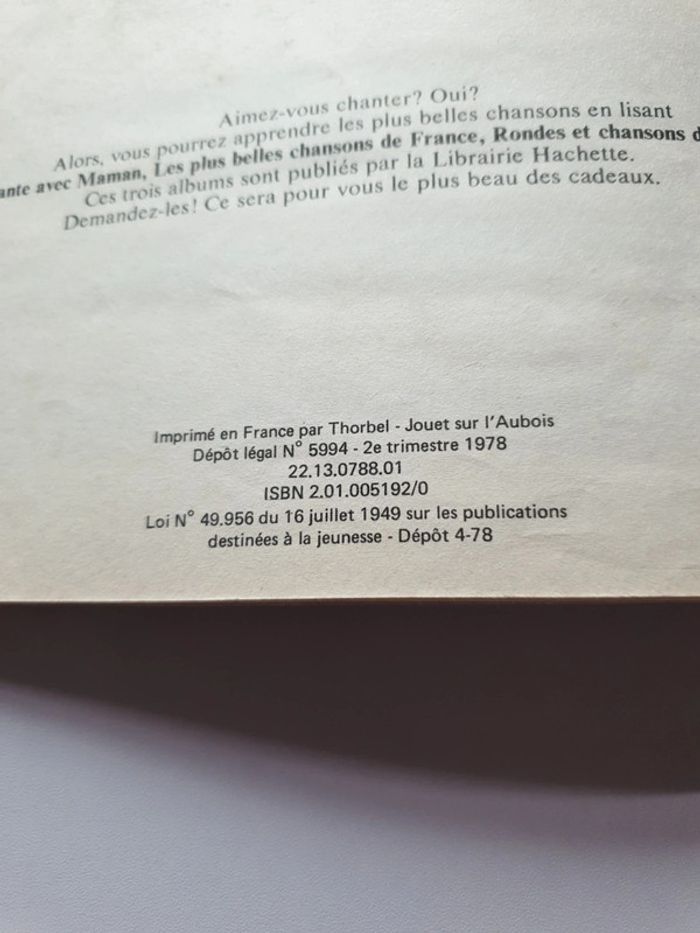 Aimez-vous chanter? Oui?
Alors, vous pourrez apprendre les plus belles chansons en lisant
avec Maman, Les plus belles chansons de France, Rondes et chansons
Ces trois albums sont publiés par la Librairie Hachette.
Demandez-les! Ce sera pour vous le plus beau des cadeaux.
Imprimé en France par Thorbel - Jouet sur l'Aubois
Dépôt légal N° 5994 - 2e trimestre 1978
22.13.0788.01
ISBN 2.01.005192/0
Loi N° 49.956 du 16 juillet 1949 sur les publications
destinées à la jeunesse - Dépôt 4-78